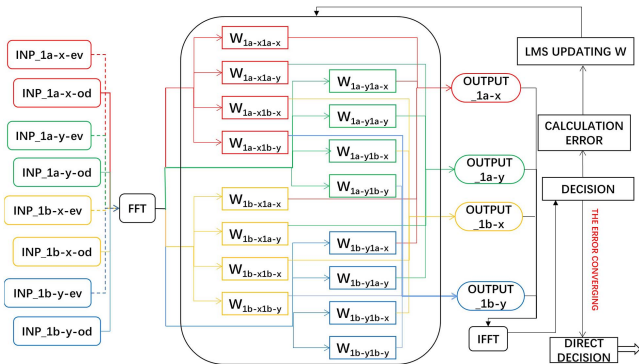 INP_1a-x-ev
INP_1a-x-od
INP_1a-y-ev
INP_1a-y-od
INP_1b-x-ev
INP_1b-x-od
INP_1b-y-ev
INP_1b-y-od
FFT
W1a-x1a-x
W1a-x1a-y
W1a-x1b-x
W1a-x1b-y
W1a-y1a-x
W1a-y1a-y
W1a-y1b-x
W1a-y1b-y
W1b-x1a-x
W1b-x1a-y
W1b-x1b-x
W1b-x1b-y
W1b-y1a-x
W1b-y1a-y
W1b-y1b-x
W1b-y1b-y
OUTPUT
_1a-x
OUTPUT
_1a-y
OUTPUT
_1b-x
OUTPUT
_1b-y
IFFT
LMS UPDATING W
CALCULATION
ERROR
DECISION
THE ERROR CONVERGING
DIRECT
DECISION